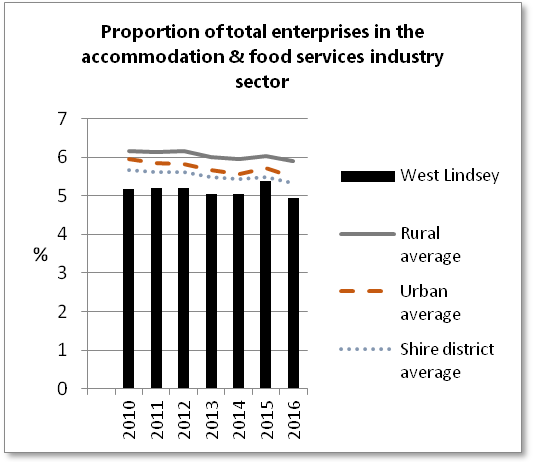 Proportion of total enterprises in the
accommodation & food services industry
sector
7
6
5
4
3
2
1
0
%
2010
2011
2012
2013
2014
2015
2016
West Lindsey
Rural
average
Urban
average
Shire district
average